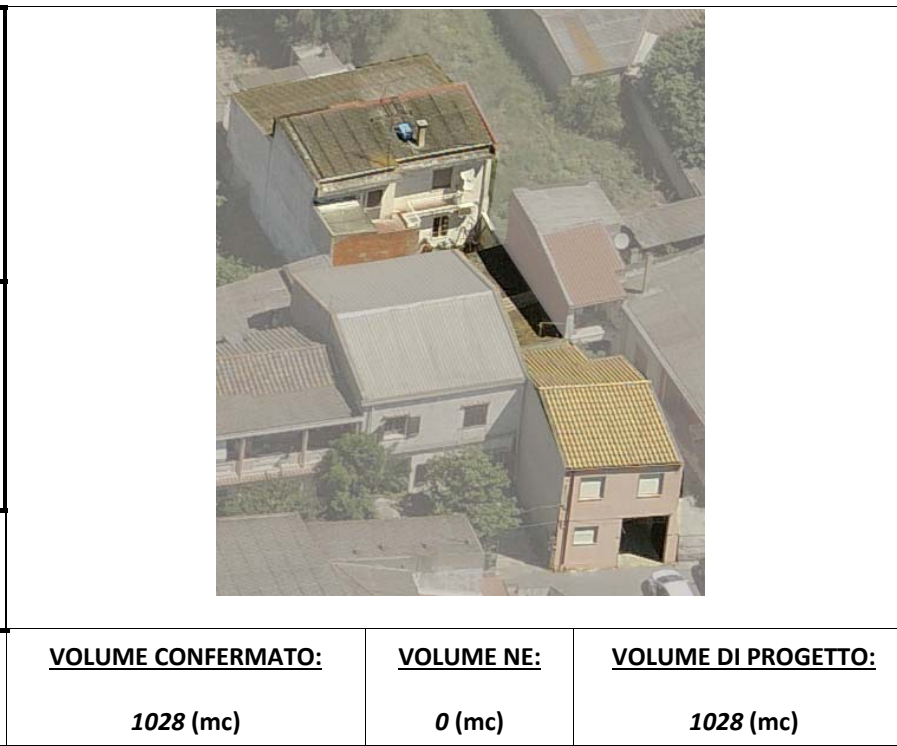 VOLUME CONFERMATO: VOLUME NE: VOLUME DI PROGETTO:
1028 (mc) 0 (mc) 1028 (mc)